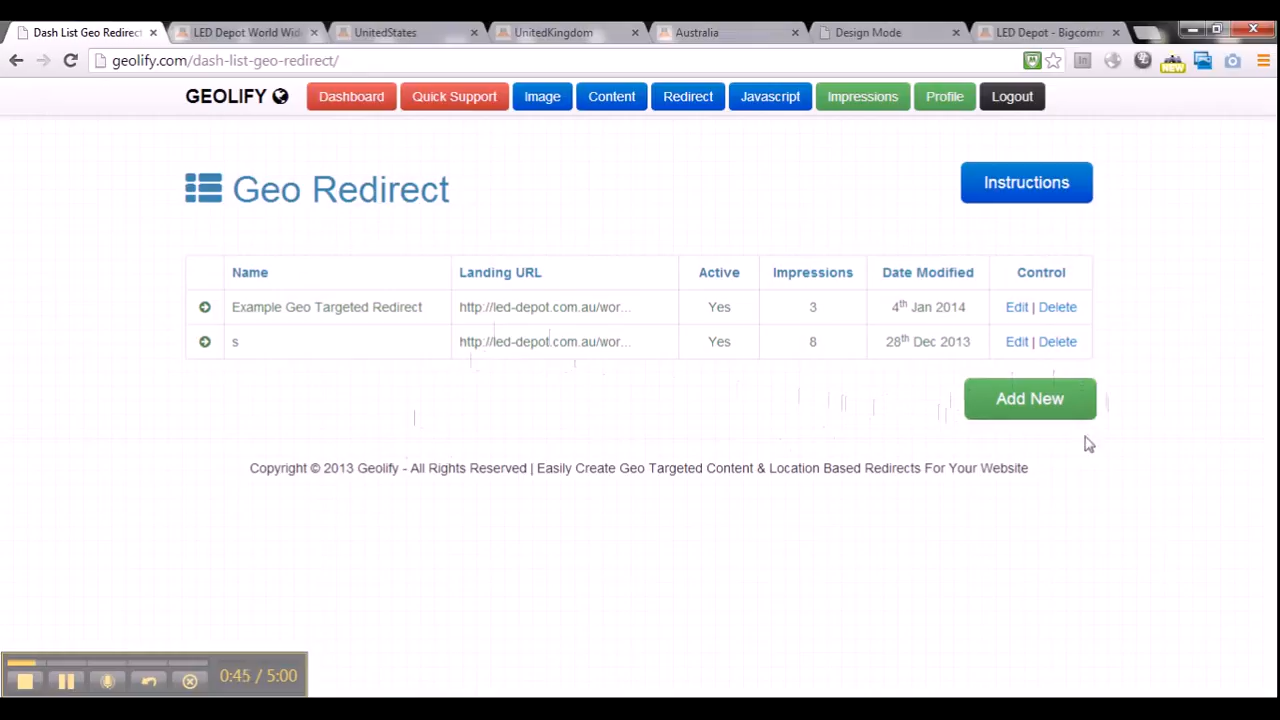 Dash List Geo Redirect
LED Depot World Wid
UnitedStates
UnitedKingdom
Australia
Design Mode
LED Depot - Bigcomm
geolify.com/dash-list-geo-redirect/
NEW
GEOLIFY
Dashboard
Quick Support
Image
Content
Redirect
Javascript
Impressions
Profile
Logout
Geo Redirect
Instructions
Name Landing URL Active Impressions Date Modified Control
Example Geo Targeted Redirect http://led-depot.com.au/wor... Yes 3 4th Jan 2014 Edit | Delete
s http://led-depot.com.au/wor... Yes 8 28th Dec 2013 Edit | Delete
Add New
Copyright © 2013 Geolify - All Rights Reserved | Easily Create Geo Targeted Content & Location Based Redirects For Your Website
0:45 / 5:00